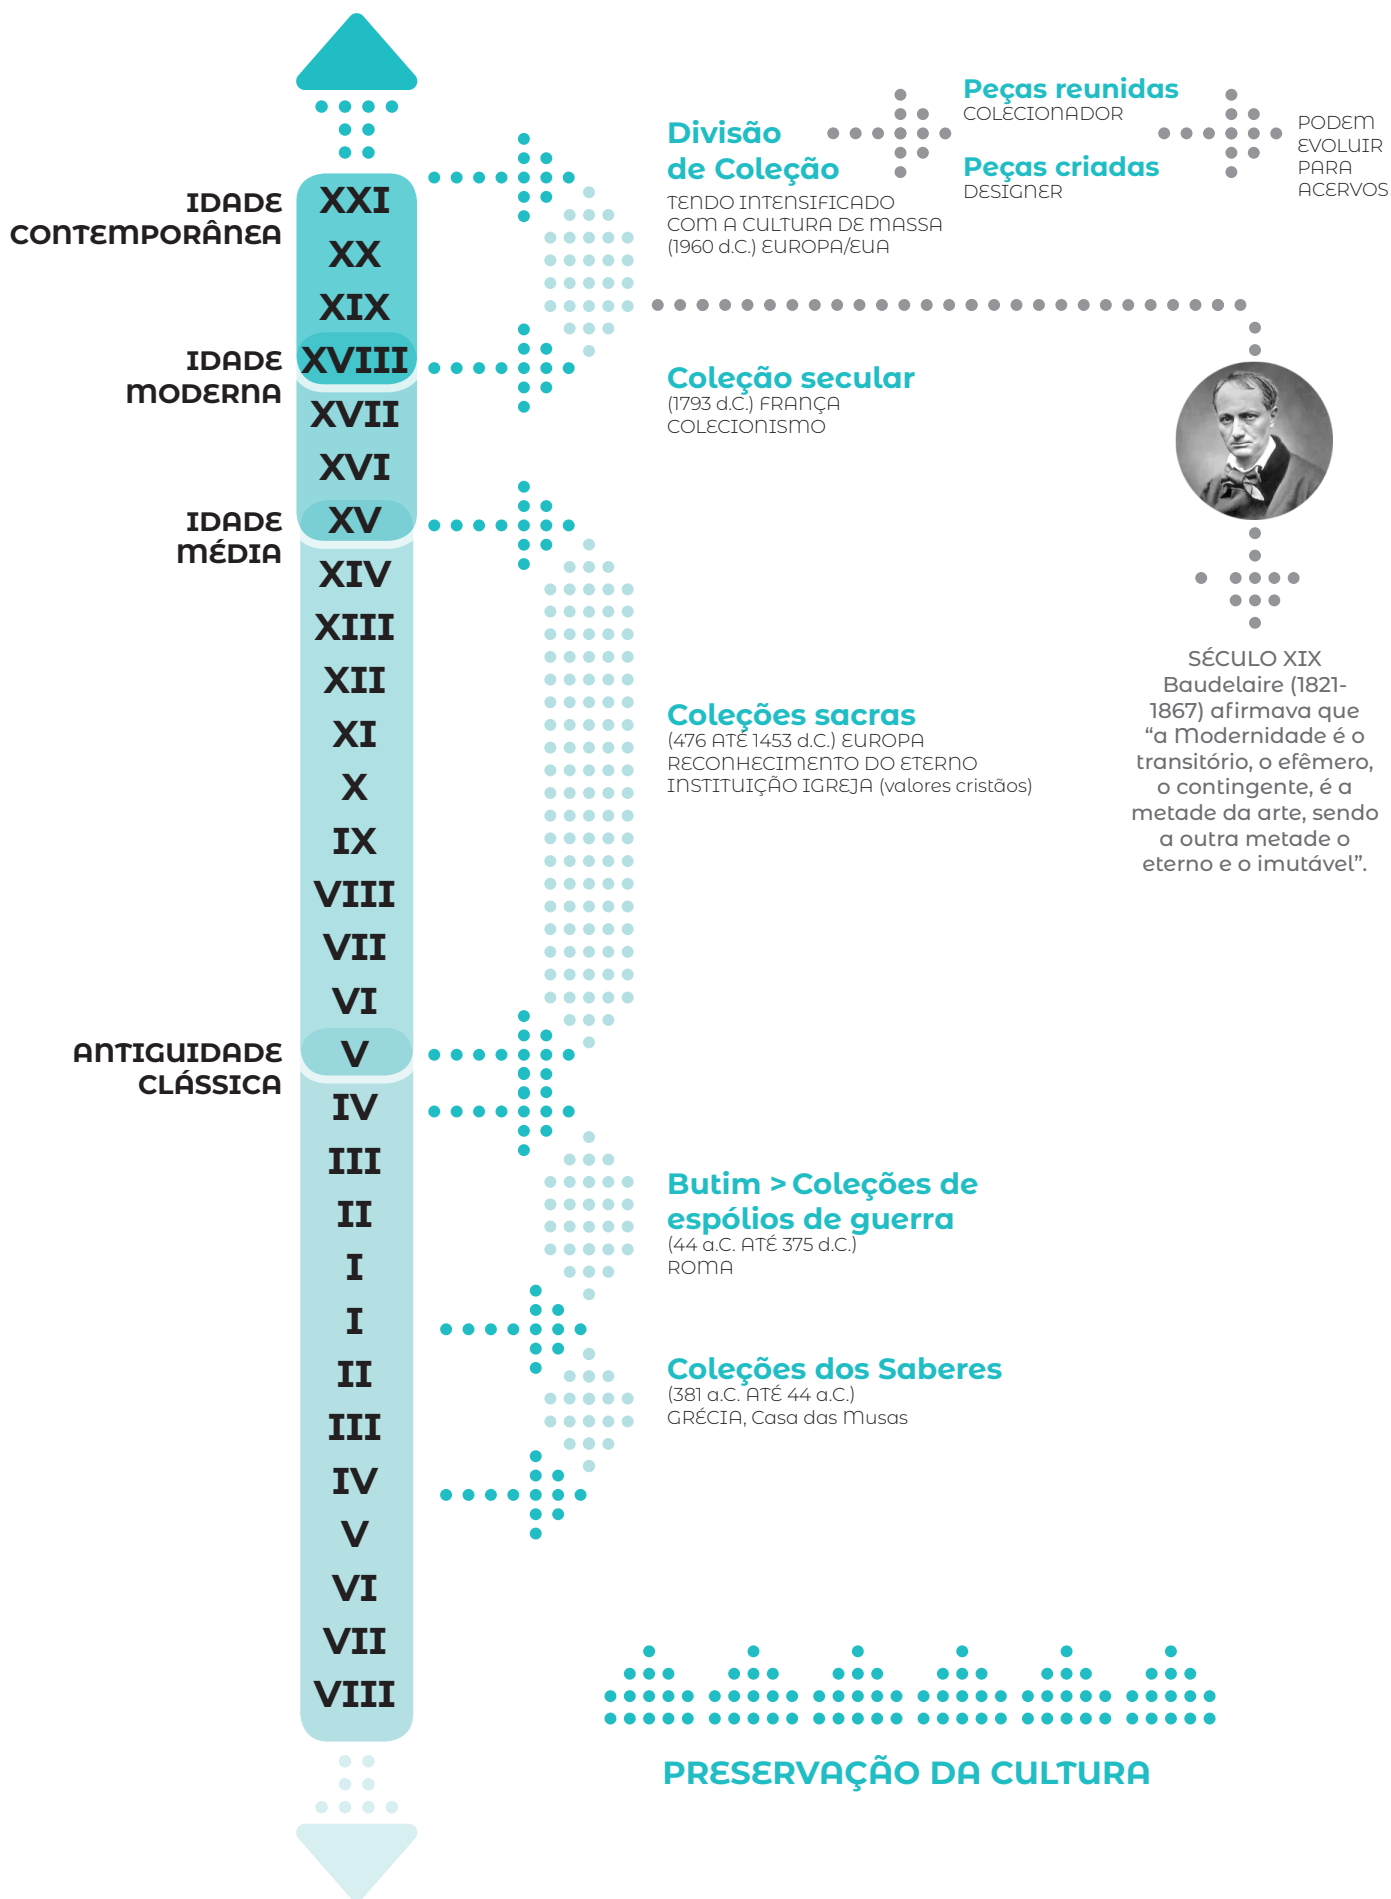 IDADE
CONTEMPORÂNEA
IDADE
MODERNA
IDADE
MÉDIA
ANTIGUIDADE
CLÁSSICA
XXI
XX
XIX
XVIII
XVII
XVI
XV
XIV
XIII
XII
XI
X
IX
VIII
VII
VI
V
IV
III
II
I
I
II
III
IV
V
VI
VII
VIII
Divisão
de Coleção
TENDO INTENSIFICADO
COM A CULTURA DE MASSA
(1960 d.C.) EUROPA/EUA
Peças reunidas
COLECIONADOR
Peças criadas
DESIGNER
PODEM
EVOLUIR
PARA
ACERVOS
Coleção secular
(1793 d.C.) FRANÇA
COLECIONISMO
SÉCULO XIX
Baudelaire (1821-
1867) afirmava que
“a Modernidade é o
transitório, o efêmero,
o contingente, é a
metade da arte, sendo
a outra metade o
eterno e o imutável”.
Coleções sacras
(476 ATÉ 1453 d.C.) EUROPA
RECONHECIMENTO DO ETERNO
INSTITUIÇÃO IGREJA (valores cristãos)
Butim > Coleções de
espólios de guerra
(44 a.C. ATÉ 375 d.C.)
ROMA
Coleções dos Saberes
(381 a.C. ATÉ 44 a.C.)
GRÉCIA, Casa das Musas
PRESERVAÇÃO DA CULTURA